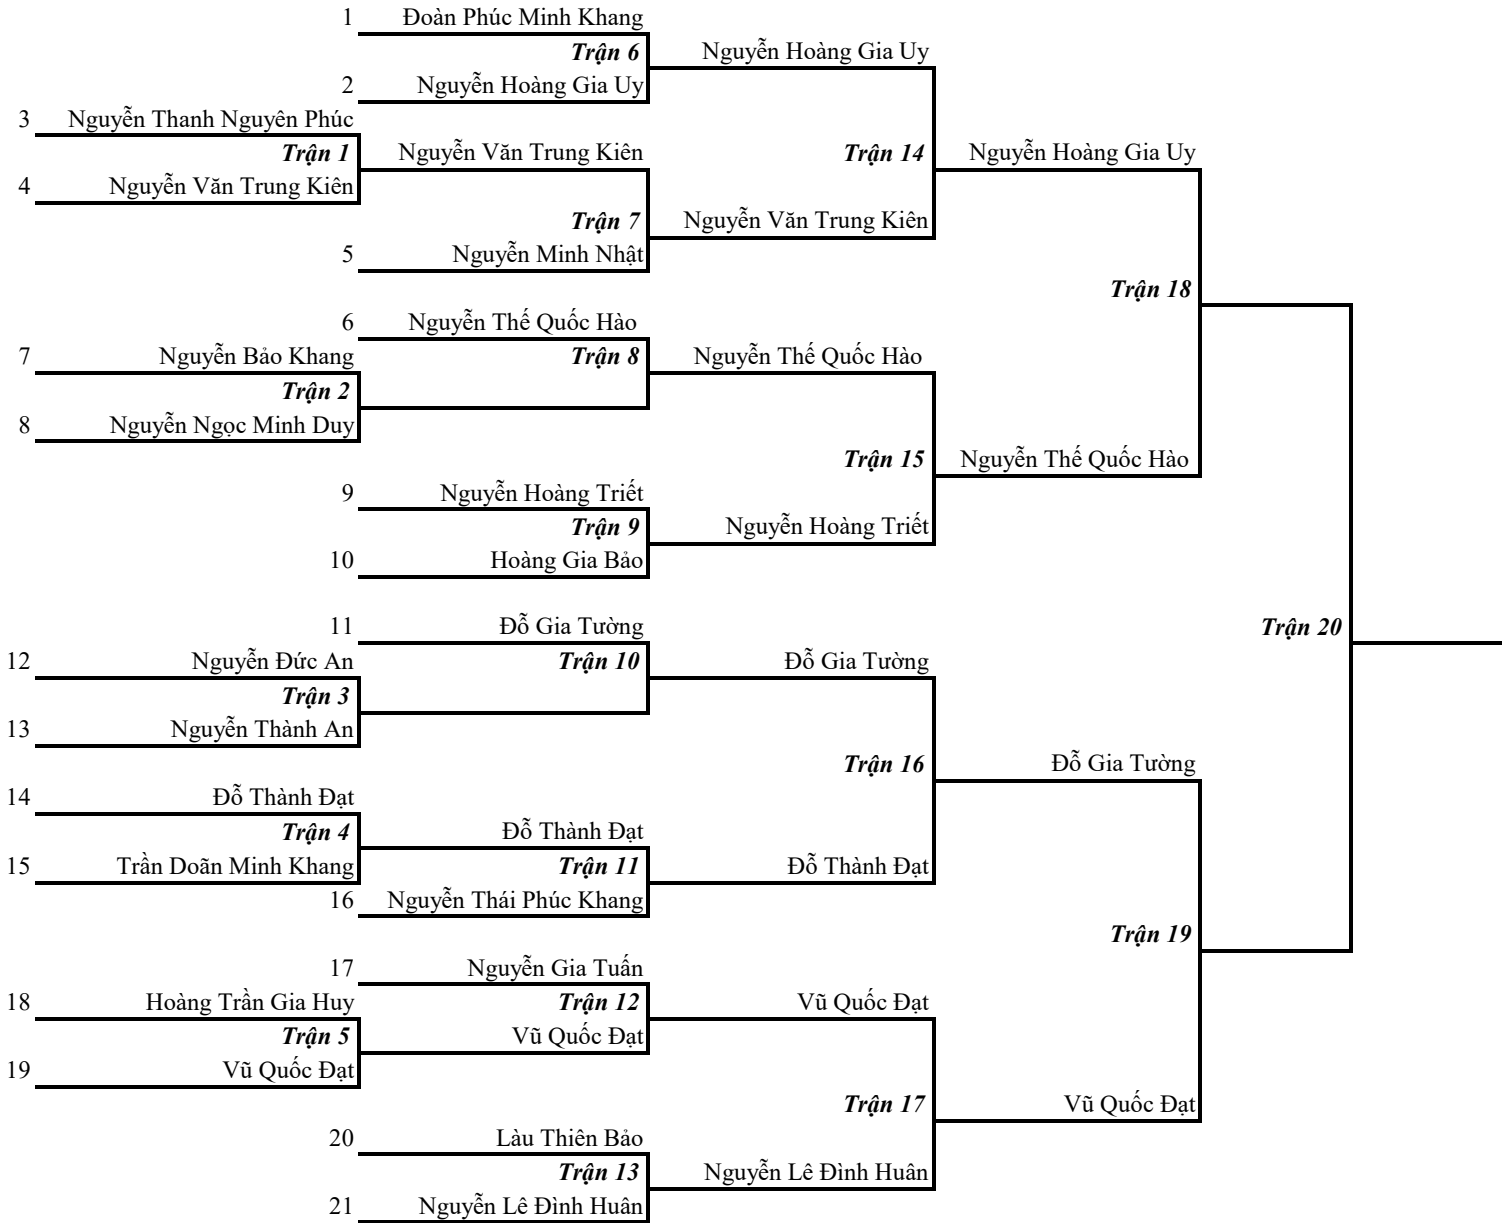 1 Đoàn Phúc Minh Khang
Trận 6 Nguyễn Hoàng Gia Uy
2 Nguyễn Hoàng Gia Uy
3 Nguyễn Thanh Nguyên Phúc
Trận 1 Nguyễn Văn Trung Kiên Trận 14 Nguyễn Hoàng Gia Uy
4 Nguyễn Văn Trung Kiên
Trận 7 Nguyễn Văn Trung Kiên
5 Nguyễn Minh Nhật
Trận 18
6 Nguyễn Thế Quốc Hào
7 Nguyễn Bảo Khang Trận 8 Nguyễn Thế Quốc Hào
Trận 2
8 Nguyễn Ngọc Minh Duy
Trận 15 Nguyễn Thế Quốc Hào
9 Nguyễn Hoàng Triết
Trận 9 Nguyễn Hoàng Triết
10 Hoàng Gia Bảo
11 Đỗ Gia Tường Trận 20
12 Nguyễn Đức An Trận 10 Đỗ Gia Tường
Trận 3
13 Nguyễn Thành An
Trận 16 Đỗ Gia Tường
14 Đỗ Thành Đạt
Trận 4 Đỗ Thành Đạt
15 Trần Doãn Minh Khang Trận 11 Đỗ Thành Đạt
16 Nguyễn Thái Phúc Khang
Trận 19
17 Nguyễn Gia Tuấn
18 Hoàng Trần Gia Huy Trận 12 Vũ Quốc Đạt
Trận 5 Vũ Quốc Đạt
19 Vũ Quốc Đạt
Trận 17 Vũ Quốc Đạt
20 Làu Thiên Bảo
Trận 13 Nguyễn Lê Đình Huân
21 Nguyễn Lê Đình Huân